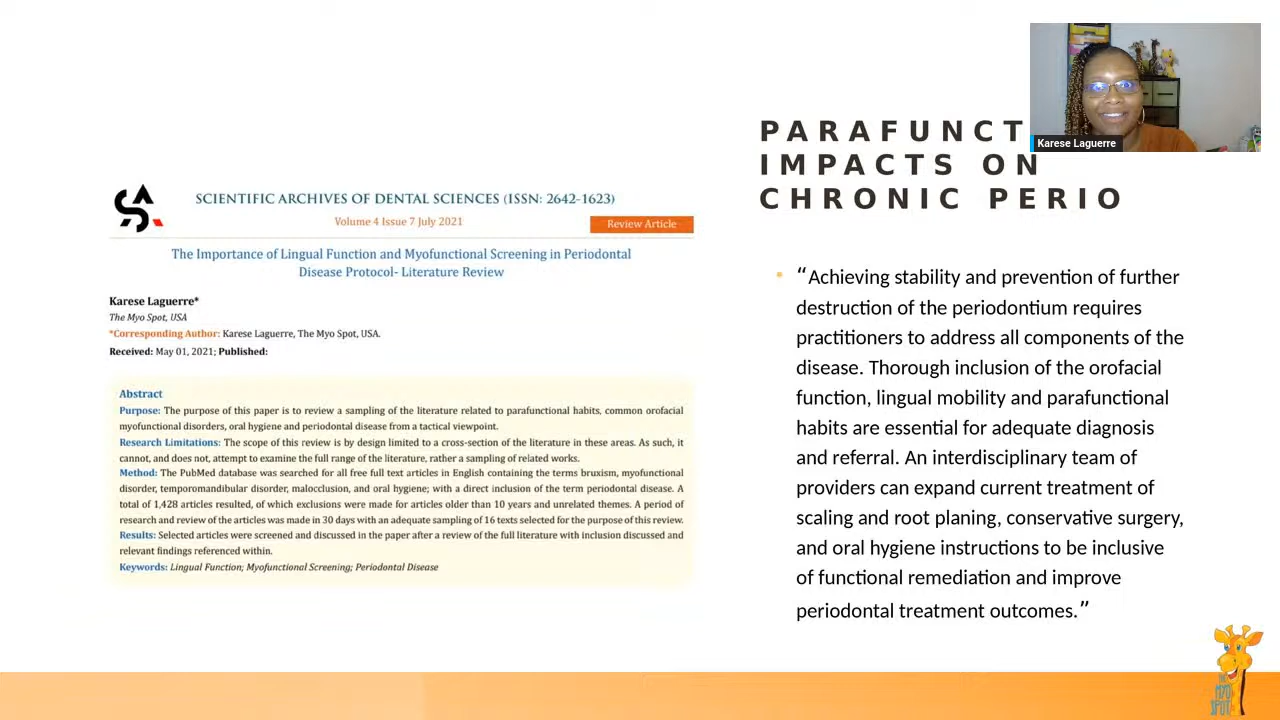 PARAFUNCT
IMPACTS ON
CHRONIC PERIO
Karese Laguerre
SCIENTIFIC ARCHIVES OF DENTAL SCIENCES (ISSN: 2642-1623)
Volume 4 Issue 7 July 2021
Review Article
The Importance of Lingual Function and Myofunctional Screening in Periodontal
Disease Protocol- Literature Review
Karese Laguerre*
The Myo Spot, USA
*Corresponding Author: Karese Laguerre, The Myo Spot, USA.
Received: May 01, 2021; Published:
Abstract
Purpose: The purpose of this paper is to review a sampling of the literature related to parafunctional habits, common orofacial
myofunctional disorders, oral hygiene and periodontal disease from a tactical viewpoint.
Research Limitations: The scope of this review is by design limited to a cross-section of the literature in these areas. As such, it
cannot, and does not, attempt to examine the full range of the literature, rather a sampling of related works.
Method: The PubMed database was searched for all free full text articles in English containing the terms bruxism, myofunctional
disorder, temporomandibular disorder, malocclusion, and oral hygiene; with a direct inclusion of the term periodontal disease. A
total of 1,428 articles resulted, of which exclusions were made for articles older than 10 years and unrelated themes. A period of
research and review of the articles was made in 30 days with an adequate sampling of 16 texts selected for the purpose of this review.
Results: Selected articles were screened and discussed in the paper after a review of the full literature with inclusion discussed and
relevant findings referenced within.
Keywords: Lingual Function; Myofunctional Screening; Periodontal Disease
• “Achieving stability and prevention of further
destruction of the periodontium requires
practitioners to address all components of the
disease. Thorough inclusion of the orofacial
function, lingual mobility and parafunctional
habits are essential for adequate diagnosis
and referral. An interdisciplinary team of
providers can expand current treatment of
scaling and root planing, conservative surgery,
and oral hygiene instructions to be inclusive
of functional remediation and improve
periodontal treatment outcomes.”
THE
MYO
SPOT